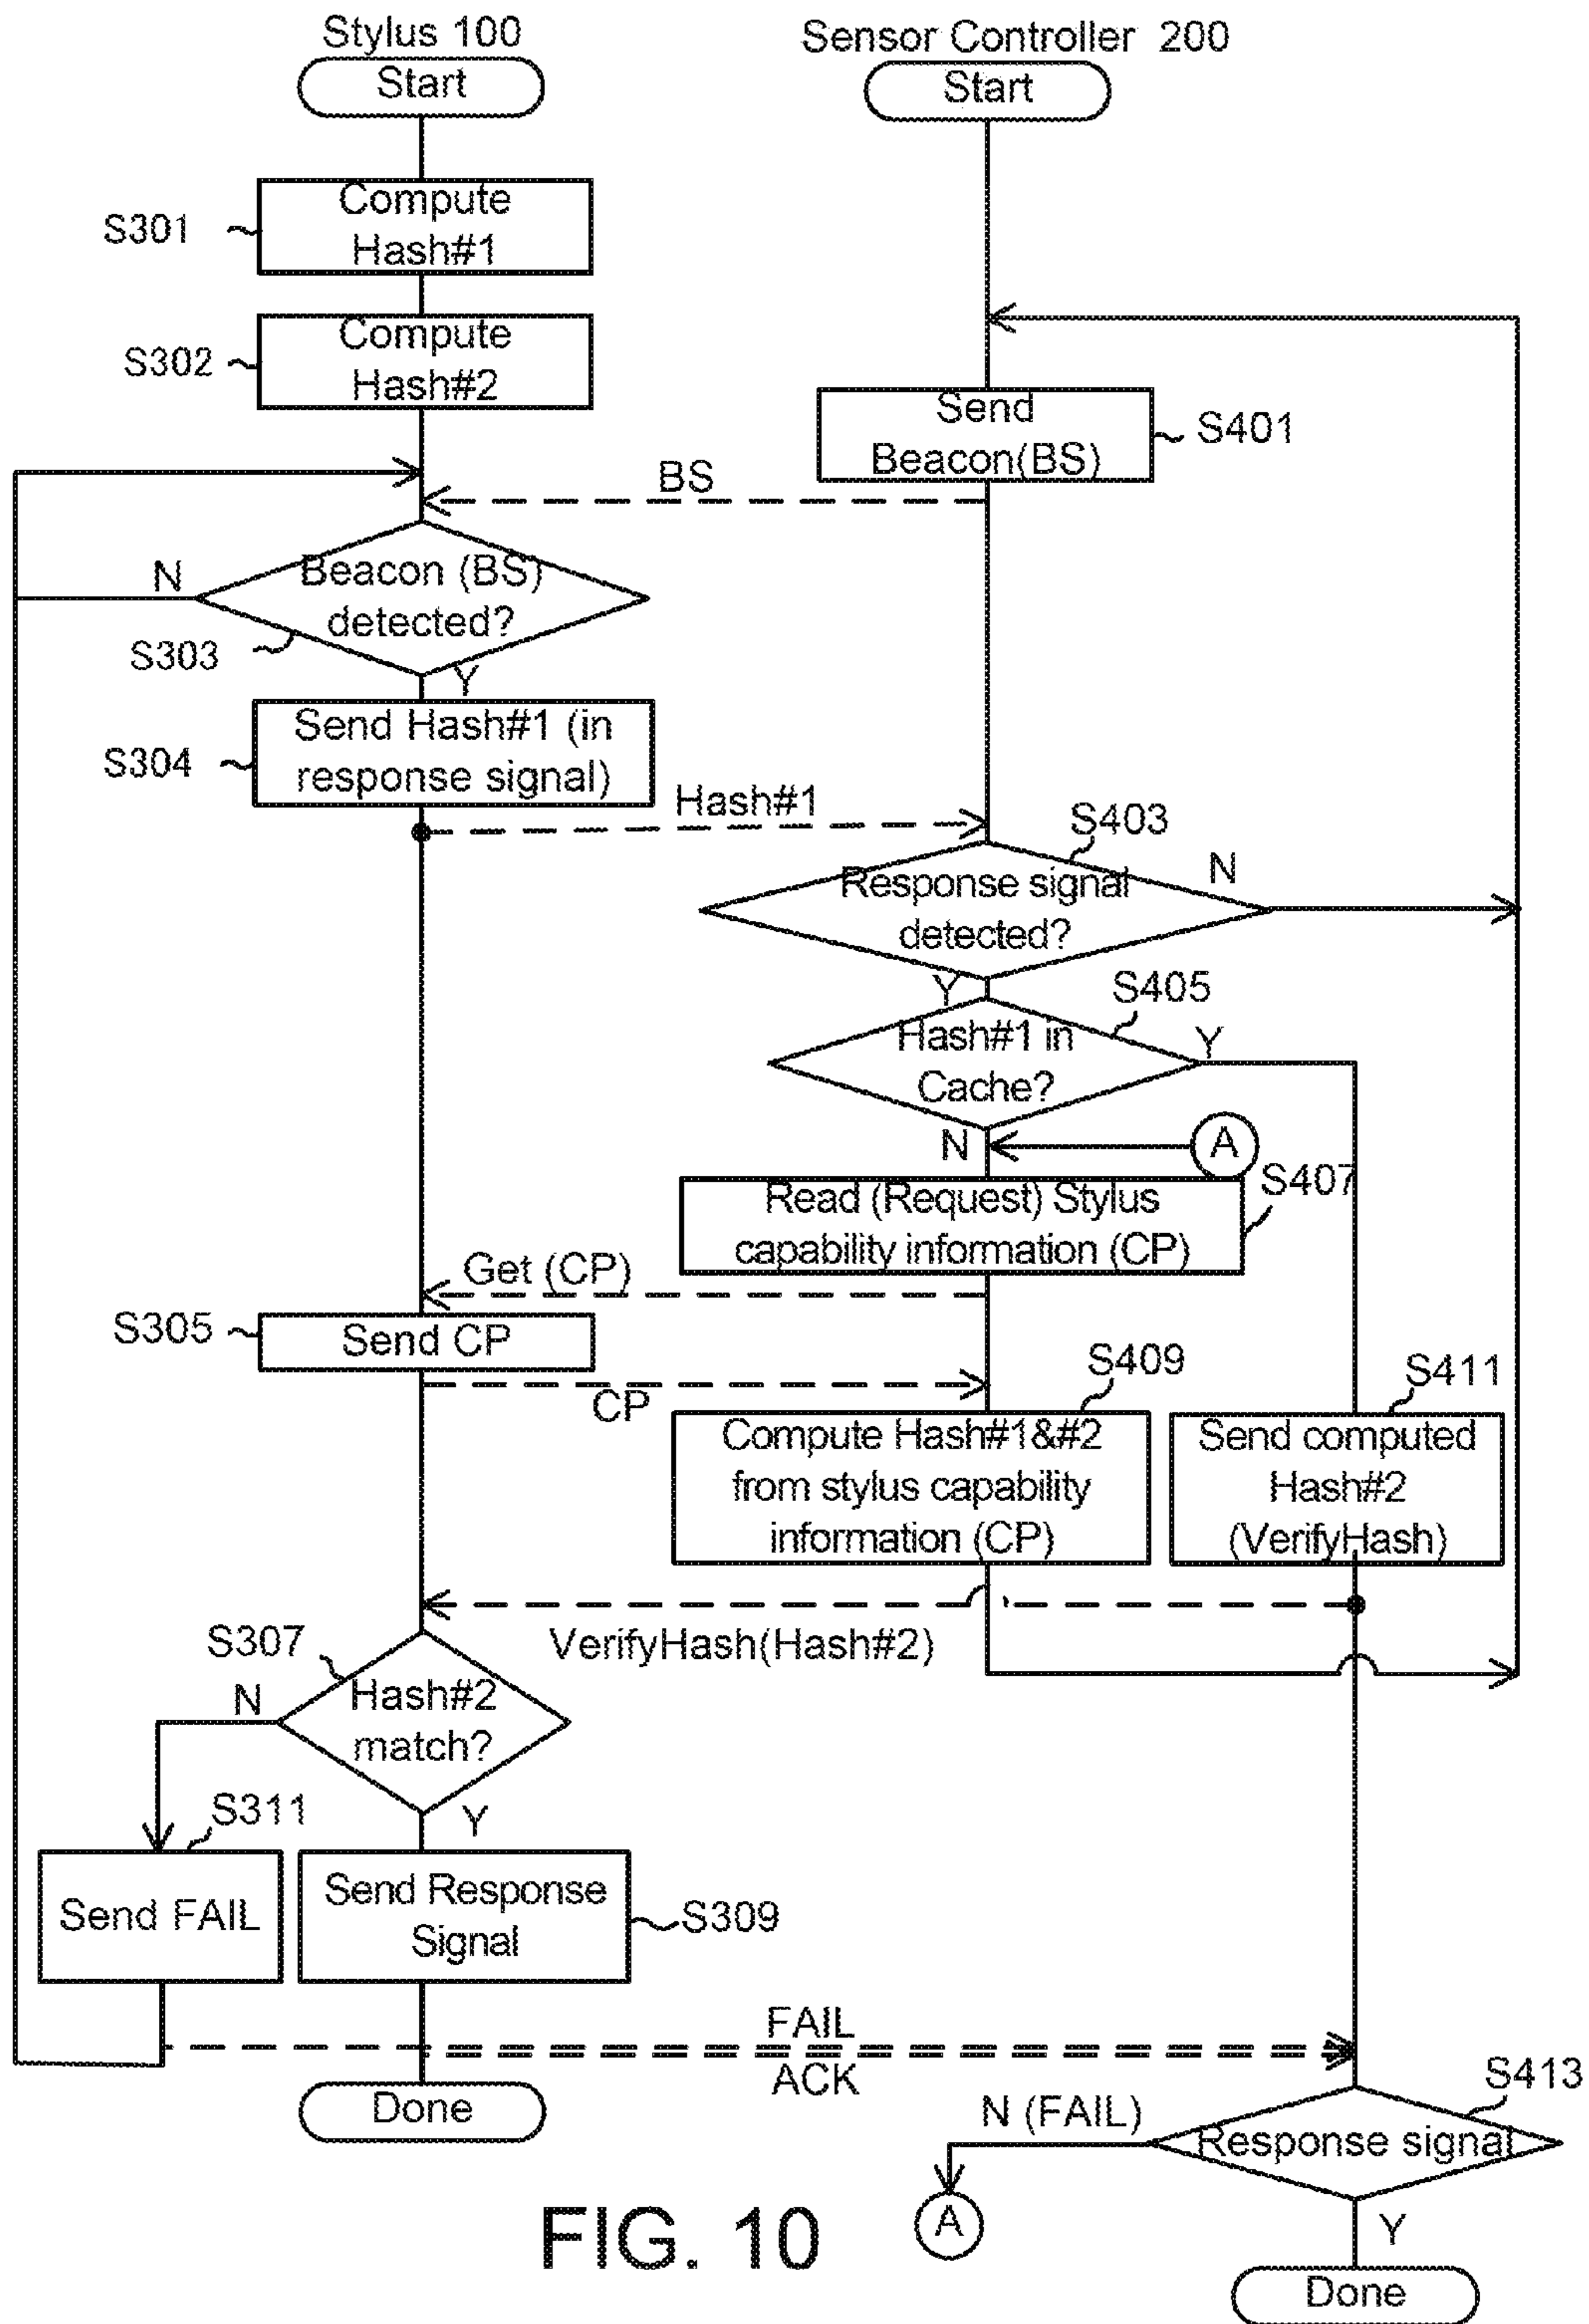 Stylus 100
Sensor Controller 200
Start
Start
S301
Compute
Hash#1
S302
Compute
Hash#2
Send
Beacon(BS)
S401
BS
N
Beacon (BS)
detected?
S303
Y
S304
Send Hash#1 (in
response signal)
Hash#1
S403
Response signal
detected?
N
Y
S405
Hash#1 in
Cache?
Y
N
A
S407
Read (Request) Stylus
capability information (CP)
Get (CP)
S305
Send CP
CP
S409
Compute Hash#1&#2
from stylus capability
information (CP)
S411
Send computed
Hash#2
(VerifyHash)
VerifyHash(Hash#2)
S307
N
Hash#2
match?
Y
S311
Send FAIL
Send Response
Signal
S309
FAIL
ACK
Done
S413
N (FAIL)
Response signal
A
Y
Done
FIG. 10